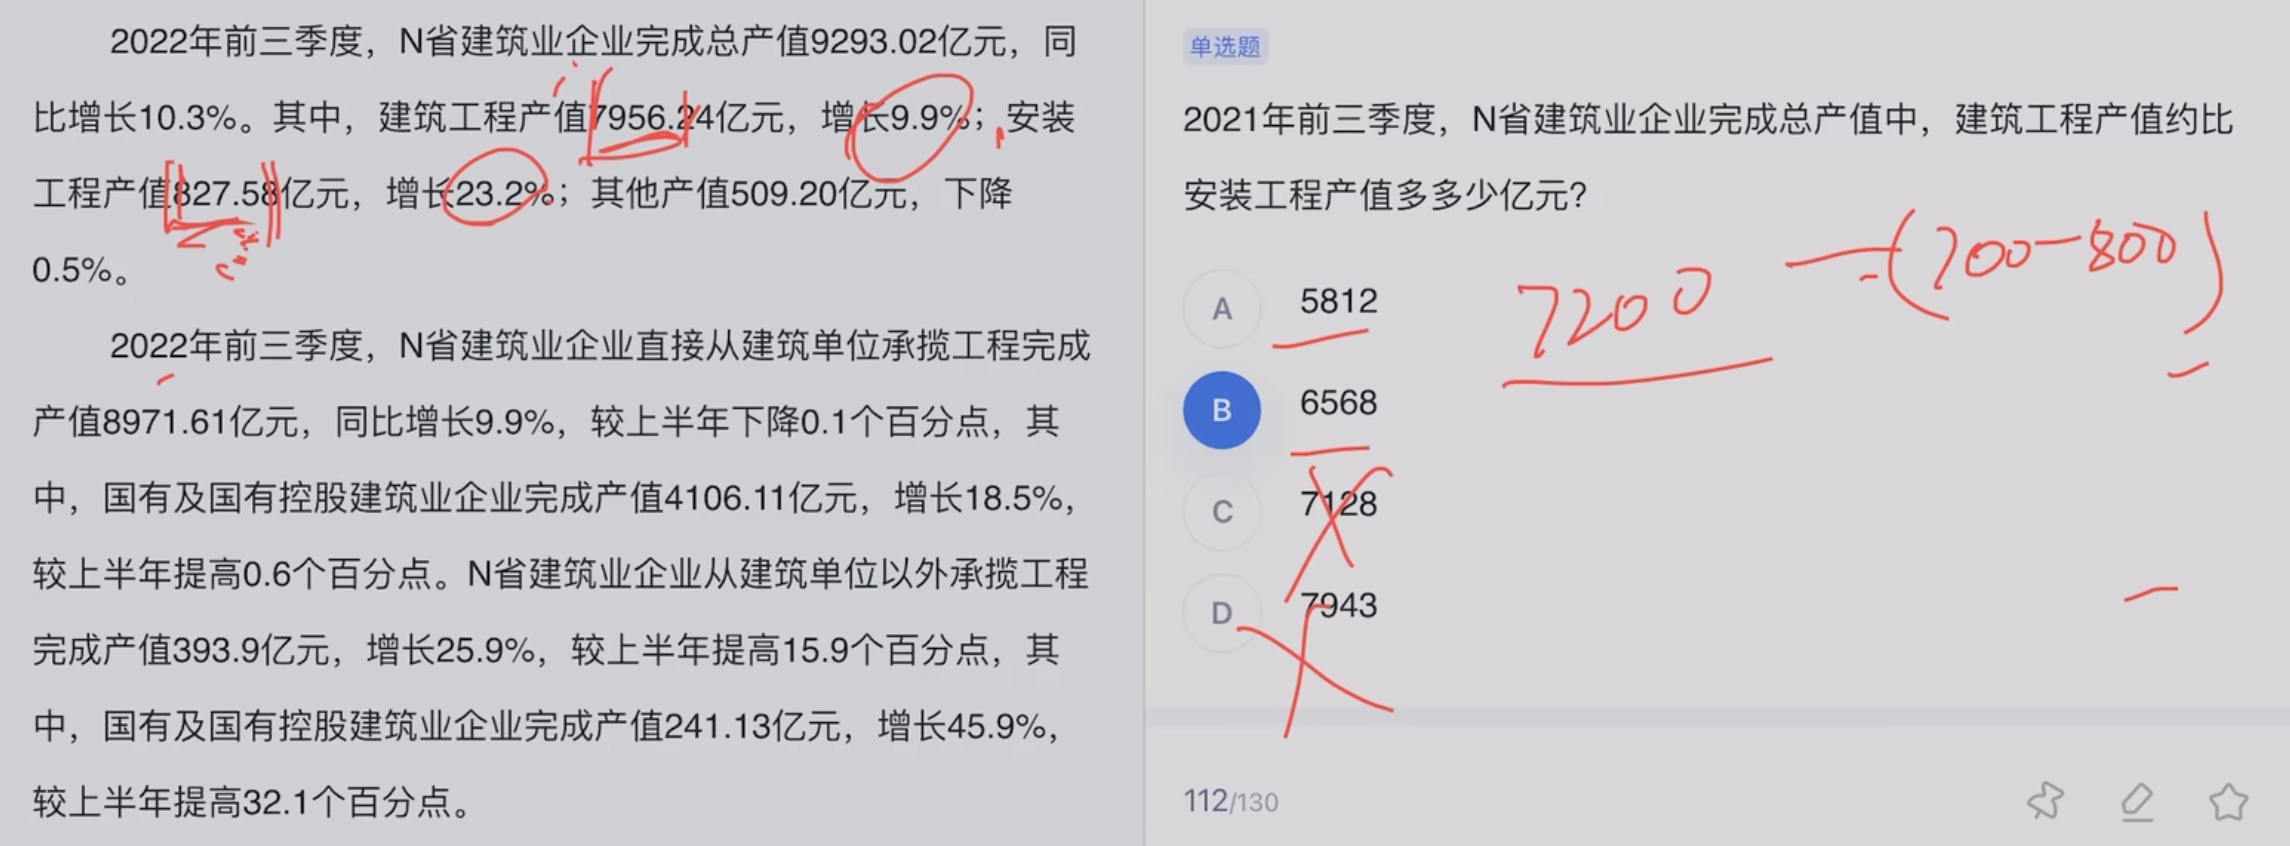 2022年前三季度，N省建筑业企业完成总产值9293.02亿元，同
比增长10.3%。其中，建筑工程产值7956.24亿元，增长9.9%；安装
工程产值827.58亿元，增长23.2%；其他产值509.20亿元，下降
0.5%。
2022年前三季度，N省建筑业企业直接从建筑单位承揽工程完成
产值8971.61亿元，同比增长9.9%，较上半年下降0.1个百分点，其
中，国有及国有控股建筑业企业完成产值4106.11亿元，增长18.5%，
较上半年提高0.6个百分点。N省建筑业企业从建筑单位以外承揽工程
完成产值393.9亿元，增长25.9%，较上半年提高15.9个百分点，其
中，国有及国有控股建筑业企业完成产值241.13亿元，增长45.9%，
较上半年提高32.1个百分点。
单选题
2021年前三季度，N省建筑业企业完成总产值中，建筑工程产值约比
安装工程产值多多少亿元？
A 5812
B 6568
C 7128
D 7943
7200 —(700-800)
112/130